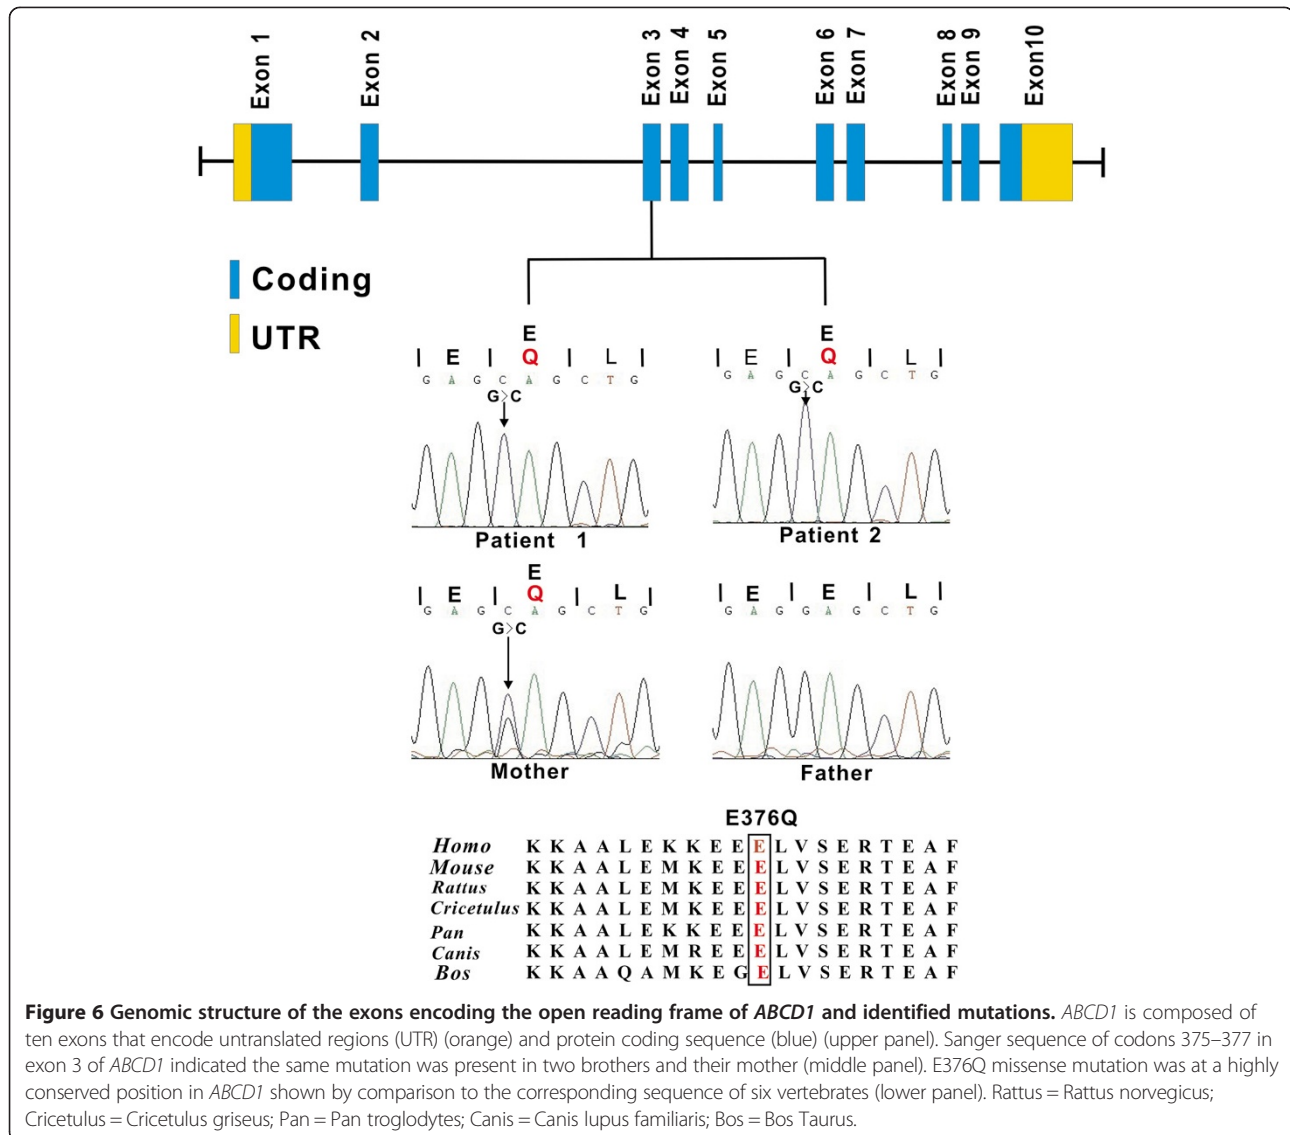 Exon 1 Exon 2 Exon 3 Exon 4 Exon 5 Exon 6 Exon 7 Exon 8 Exon 9 Exon10
Coding
UTR
E
| E | Q | L |
G A G C A G C T G
G>C
Patient 1
E
| E | Q | L |
G A G C A G C T G
G>C
Patient 2
E
| E | Q | L |
G A G C A G C T G
G>C
Mother
| E | E | L |
G A G G A G C T G
Father
E376Q
Homo K K A A L E K K E E E L V S E R T E A F
Mouse K K A A L E M K E E E L V S E R T E A F
Rattus K K A A L E M K E E E L V S E R T E A F
Cricetulus K K A A L E M K E E E L V S E R T E A F
Pan K K A A L E K K E E E L V S E R T E A F
Canis K K A A L E M R E E E L V S E R T E A F
Bos K K A A Q A M K E G E L V S E R T E A F
Figure 6 Genomic structure of the exons encoding the open reading frame of ABCD1 and identified mutations. ABCD1 is composed of
ten exons that encode untranslated regions (UTR) (orange) and protein coding sequence (blue) (upper panel). Sanger sequence of codons 375–377 in
exon 3 of ABCD1 indicated the same mutation was present in two brothers and their mother (middle panel). E376Q missense mutation was at a highly
conserved position in ABCD1 shown by comparison to the corresponding sequence of six vertebrates (lower panel). Rattus = Rattus norvegicus;
Cricetulus = Cricetulus griseus; Pan = Pan troglodytes; Canis = Canis lupus familiaris; Bos = Bos Taurus.